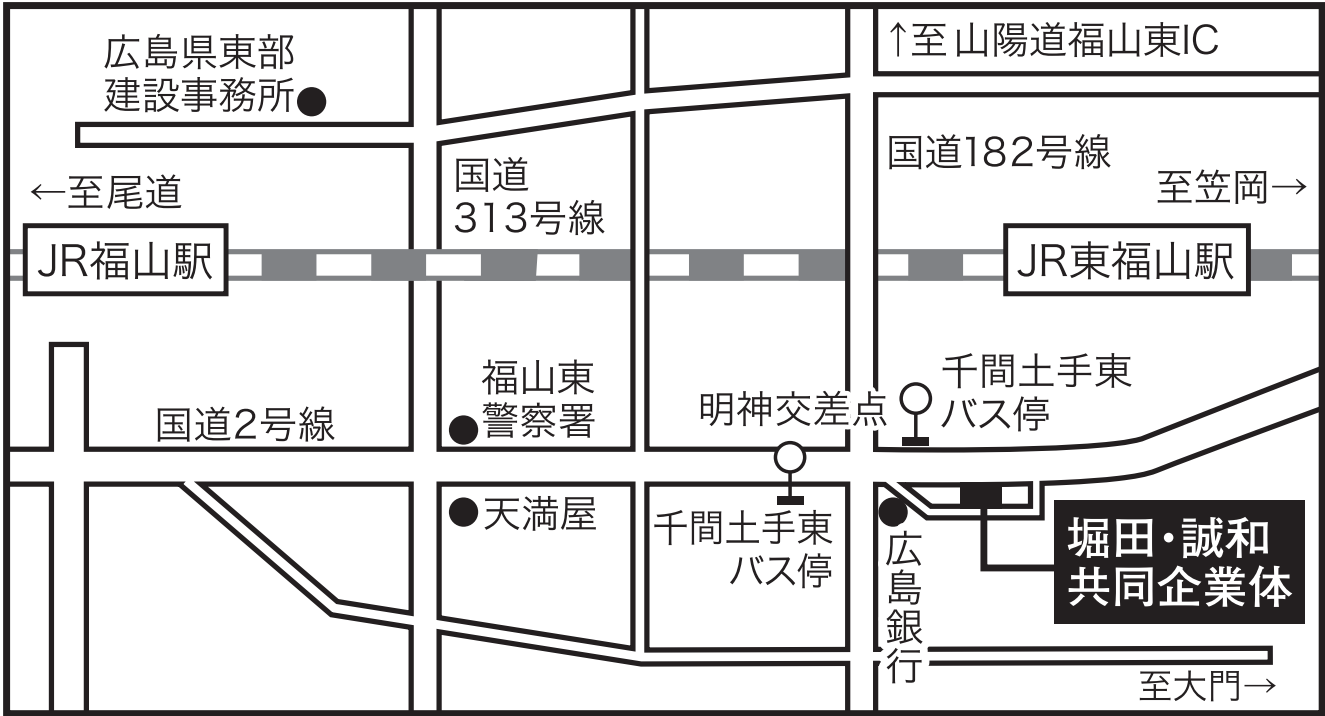 広島県東部
建設事務所
↑至 山陽道福山東IC
国道182号線
至笠岡→
←至尾道
国道
313号線
JR福山駅
JR東福山駅
福山東
警察署
千間土手東
バス停
明神交差点
国道2号線
天満屋
千間土手東
バス停
広島銀行
堀田・誠和
共同企業体
至大門→